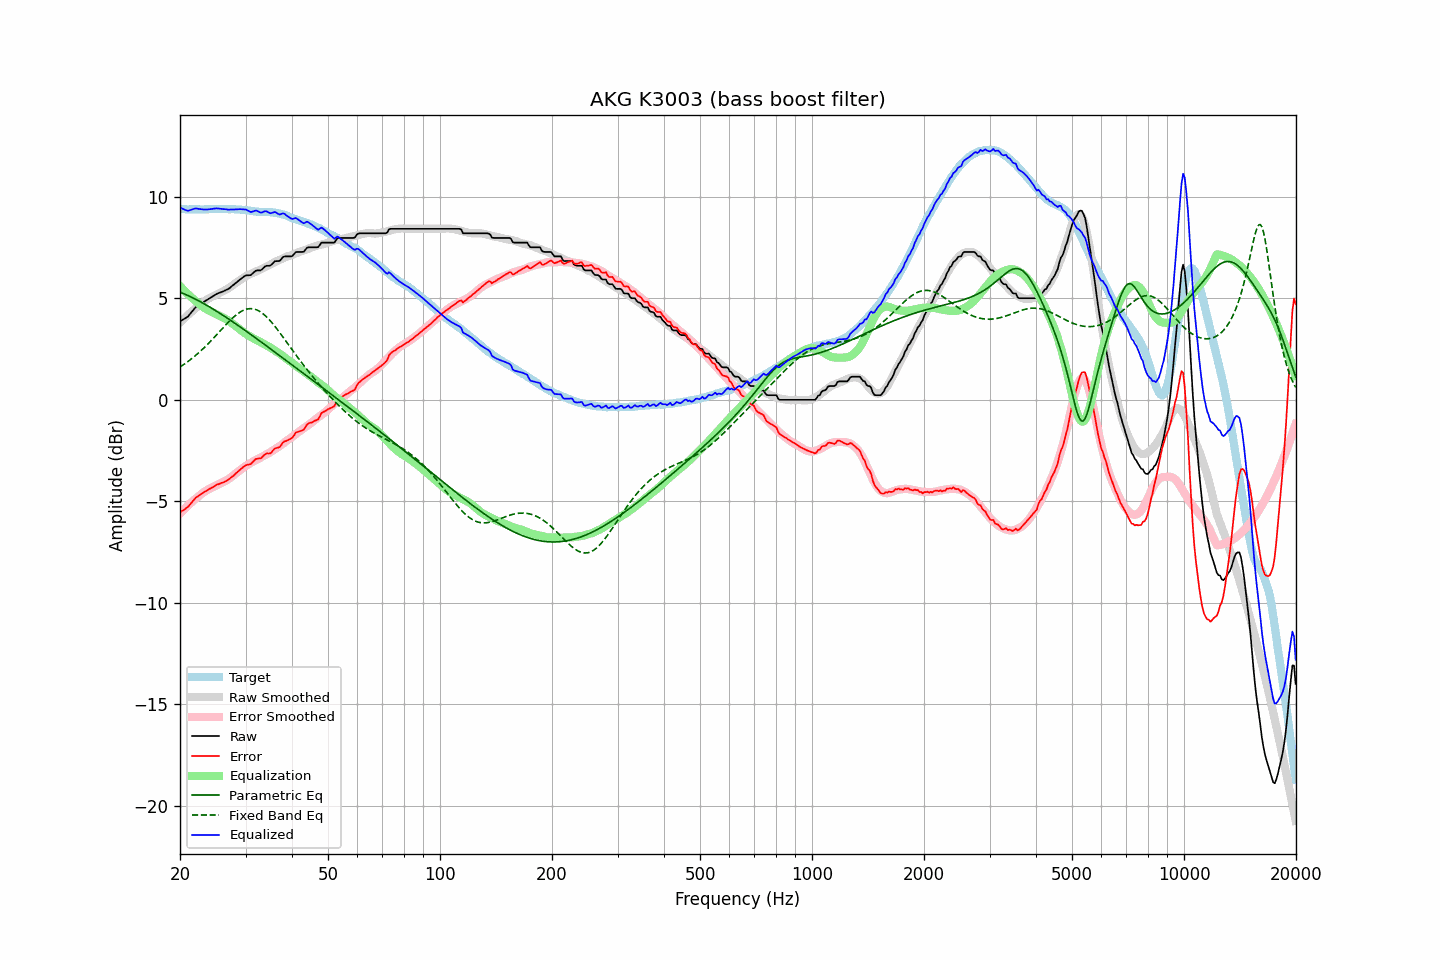 AKG K3003 (bass boost filter)
Amplitude (dBr)
10
5
0
−5
−10
−15
−20
Target
Raw Smoothed
Error Smoothed
Raw
Error
Equalization
Parametric Eq
Fixed Band Eq
Equalized
20 50 100 200 500 1000 2000 5000 10000 20000
Frequency (Hz)